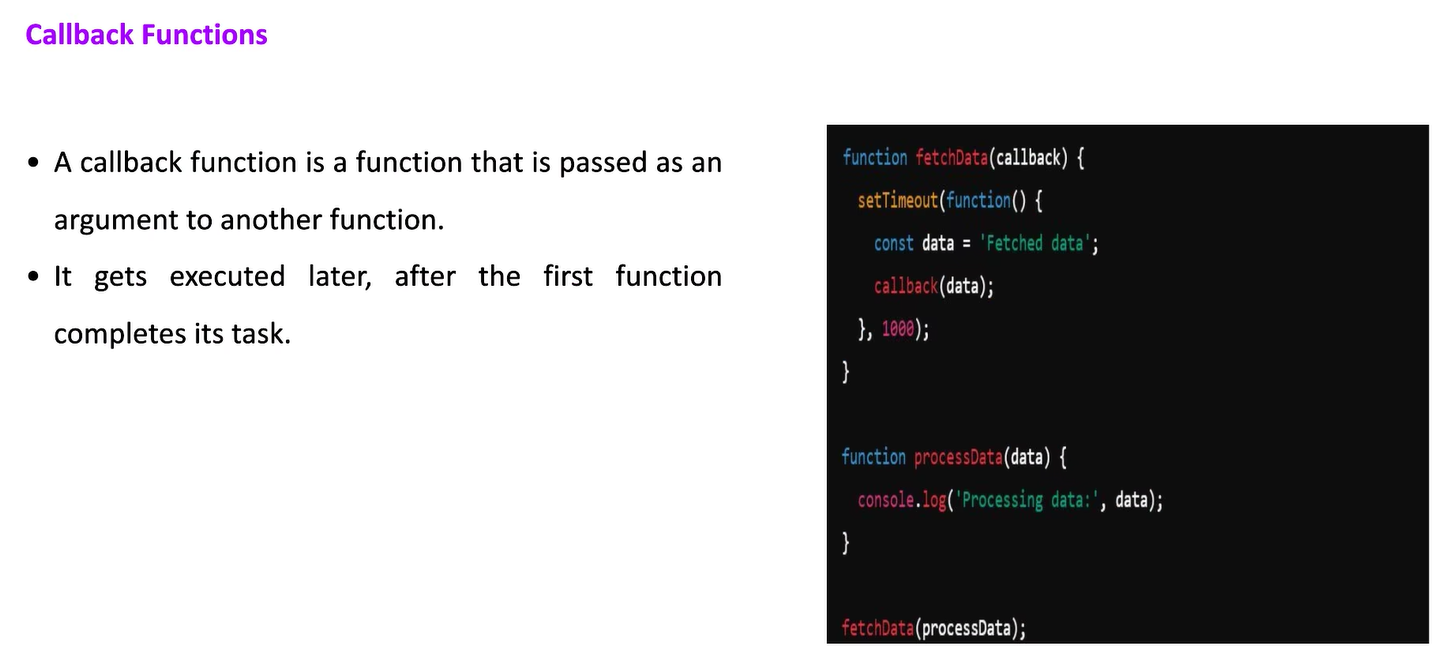 Callback Functions
• A callback function is a function that is passed as an
argument to another function.
• It gets executed later, after the first function
completes its task.
function fetchData(callback) {
  setTimeout(function() {
    const data = 'Fetched data';
    callback(data);
  }, 1000);
}
function processData(data) {
  console.log('Processing data:', data);
}
fetchData(processData);